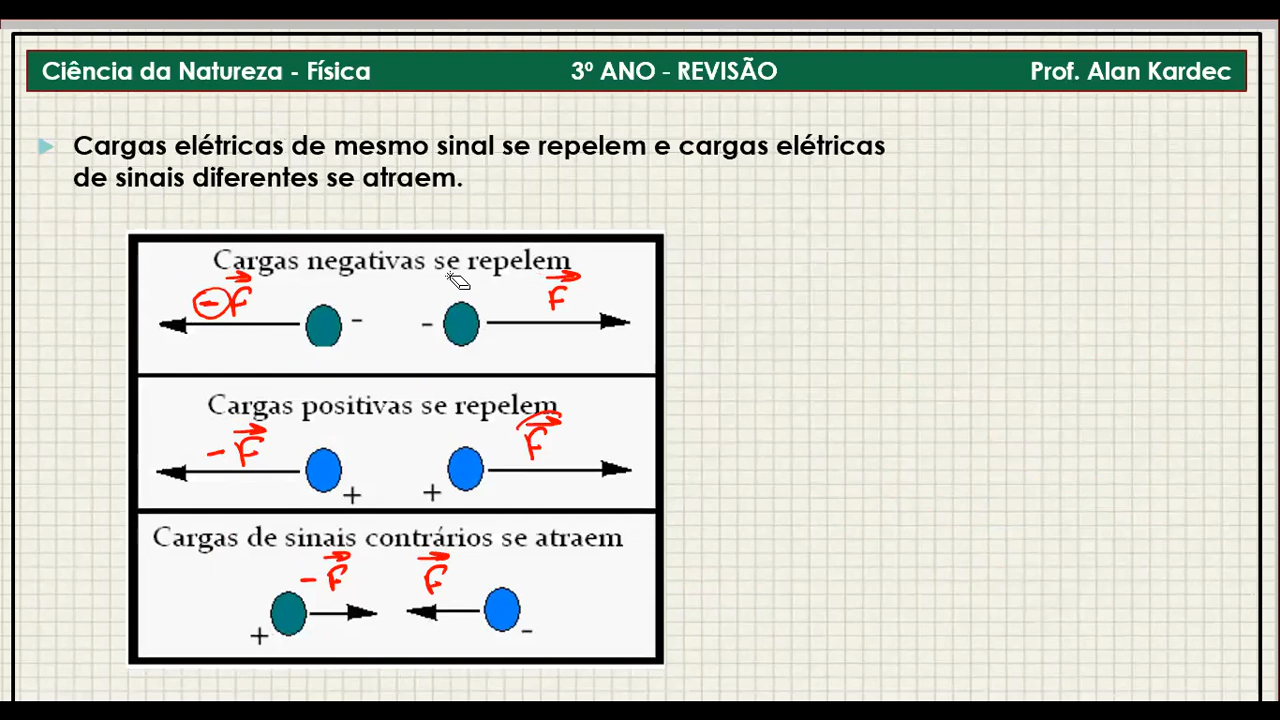 Ciência da Natureza - Física 3º ANO - REVISÃO Prof. Alan Kardec
Cargas elétricas de mesmo sinal se repelem e cargas elétricas
de sinais diferentes se atraem.
Cargas negativas se repelem
-F F
- -
Cargas positivas se repelem
-F F
+ +
Cargas de sinais contrários se atraem
-F F
+ -